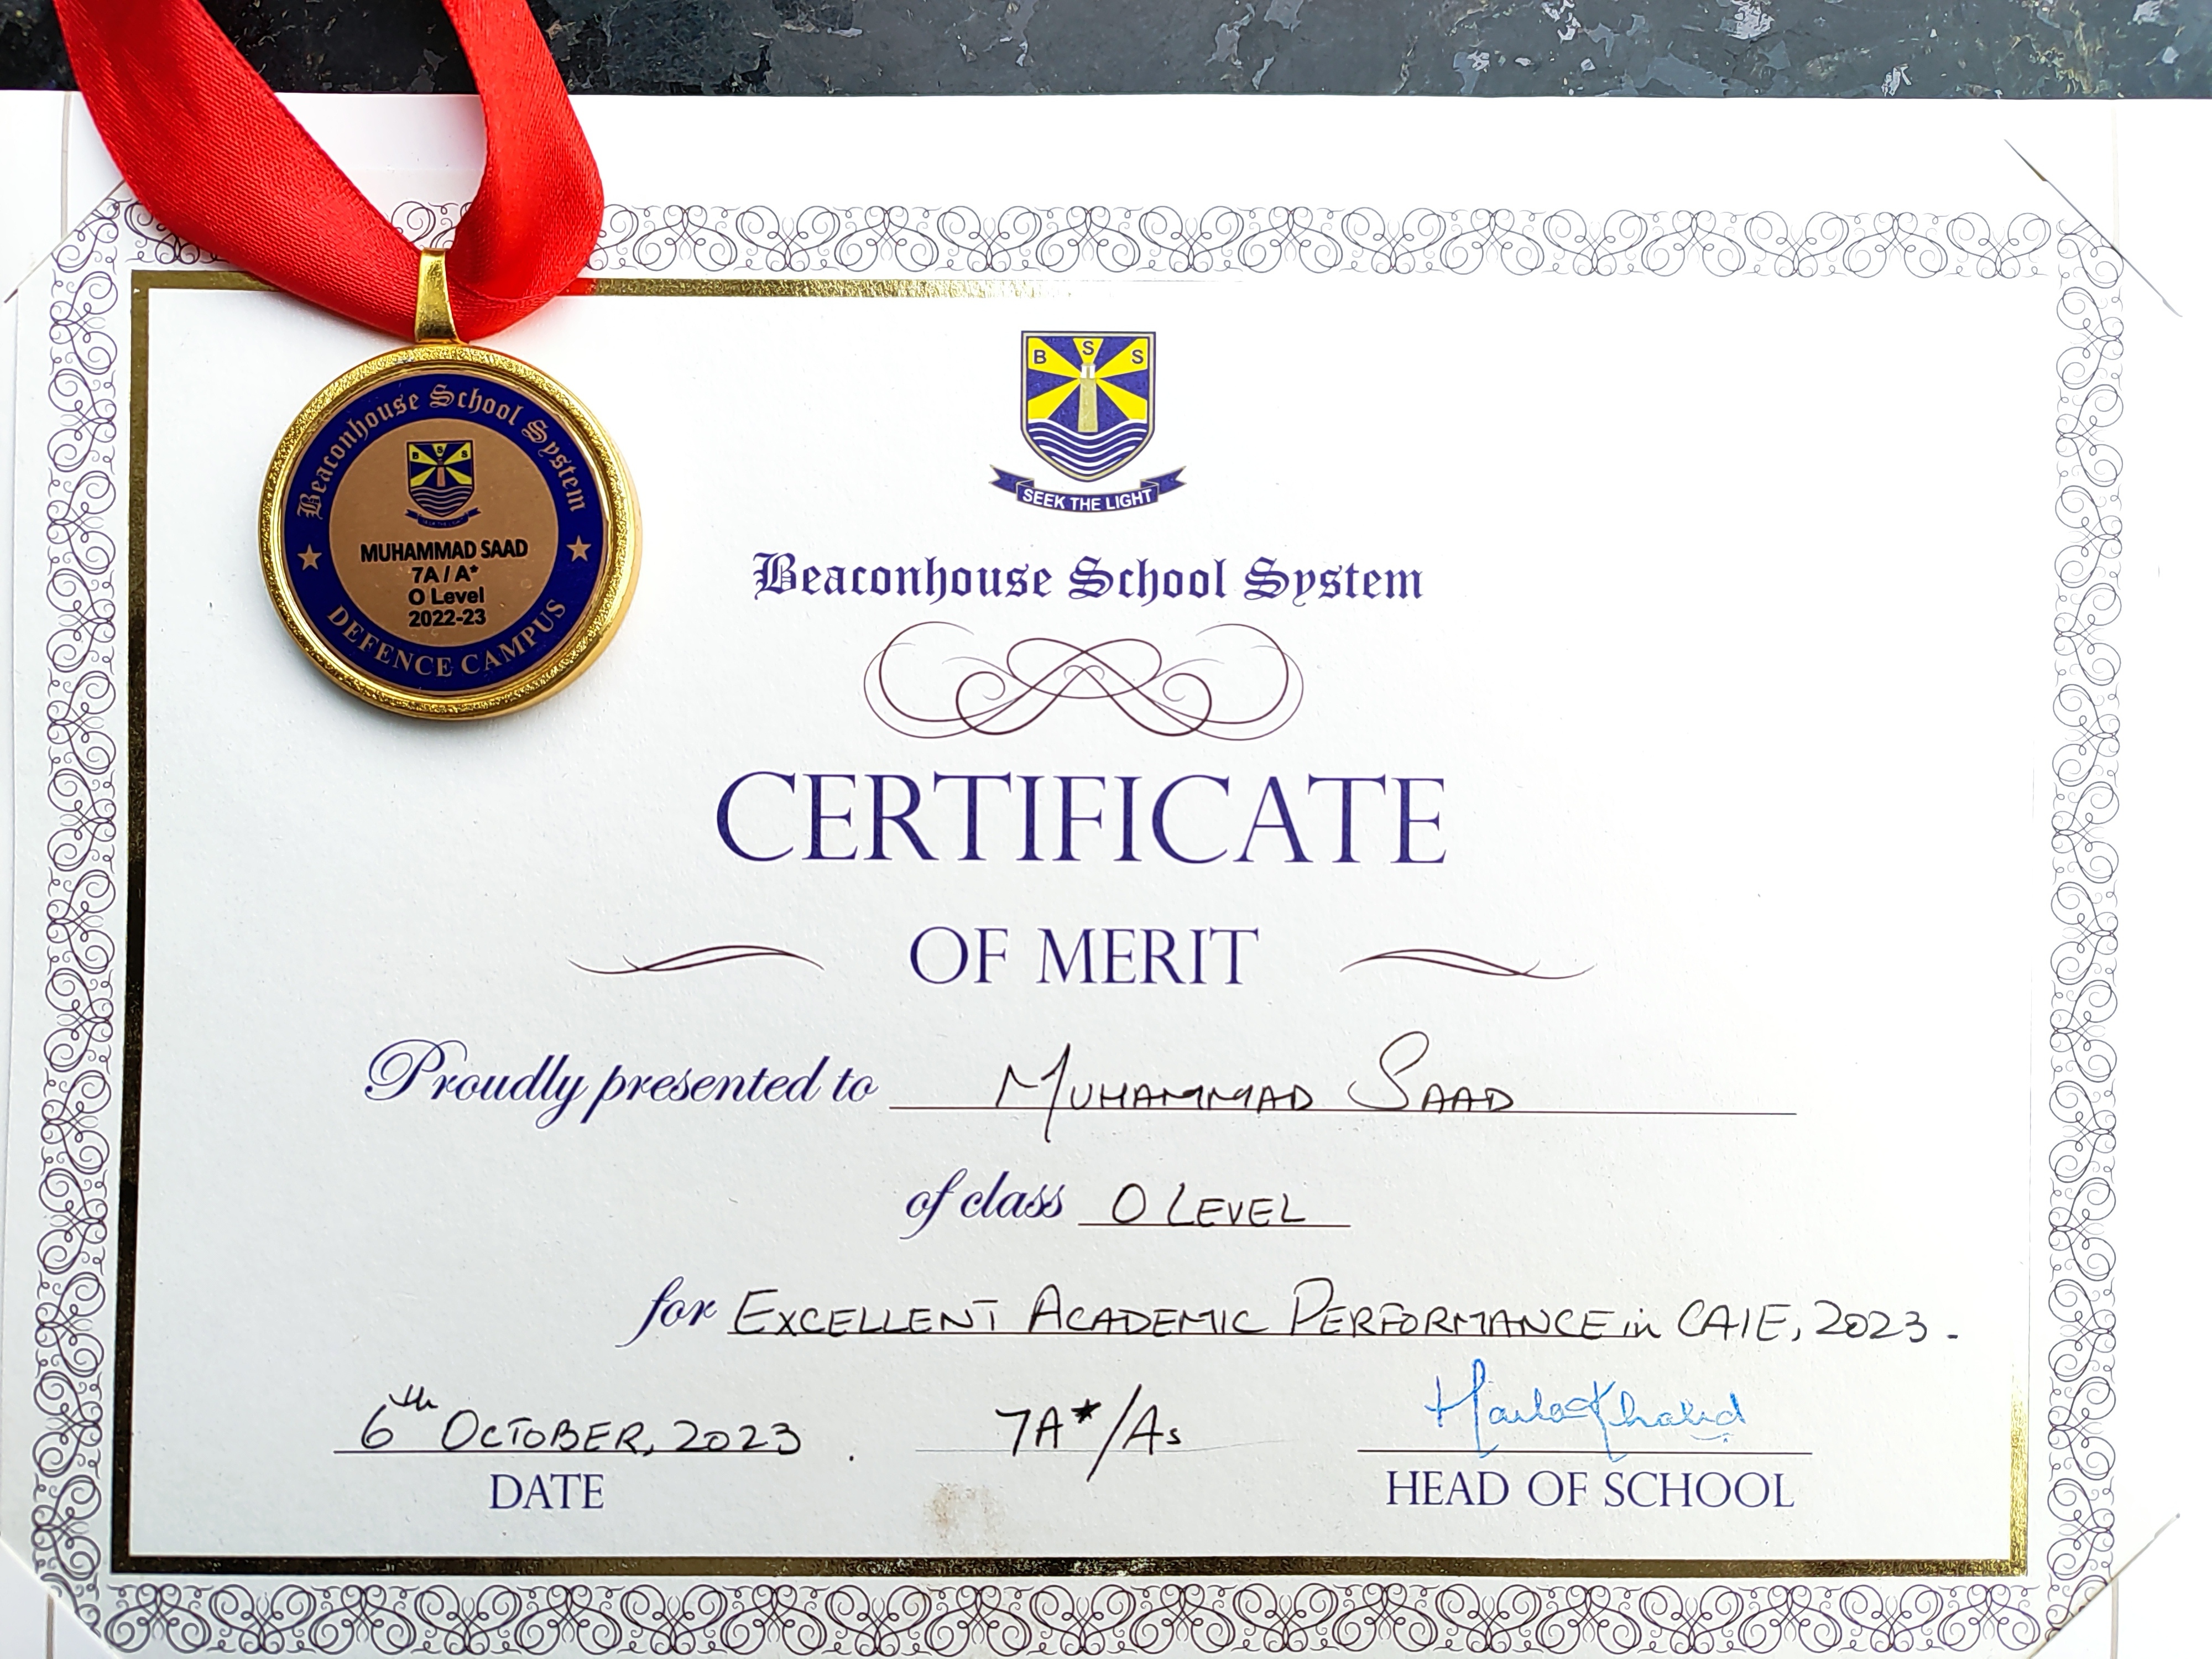 Beaconhouse School System
B S S
MUHAMMAD SAAD
7A / A*
O Level
2022-23
DEFENCE CAMPUS
B S S
SEEK THE LIGHT
Beaconhouse School System
CERTIFICATE
OF MERIT
Proudly presented to MUHAMMAD SAAD
of class O LEVEL
for EXCELLENT ACADEMIC PERFORMANCE in CAIE, 2023.
6th OCTOBER, 2023. 7A*/As
DATE HEAD OF SCHOOL